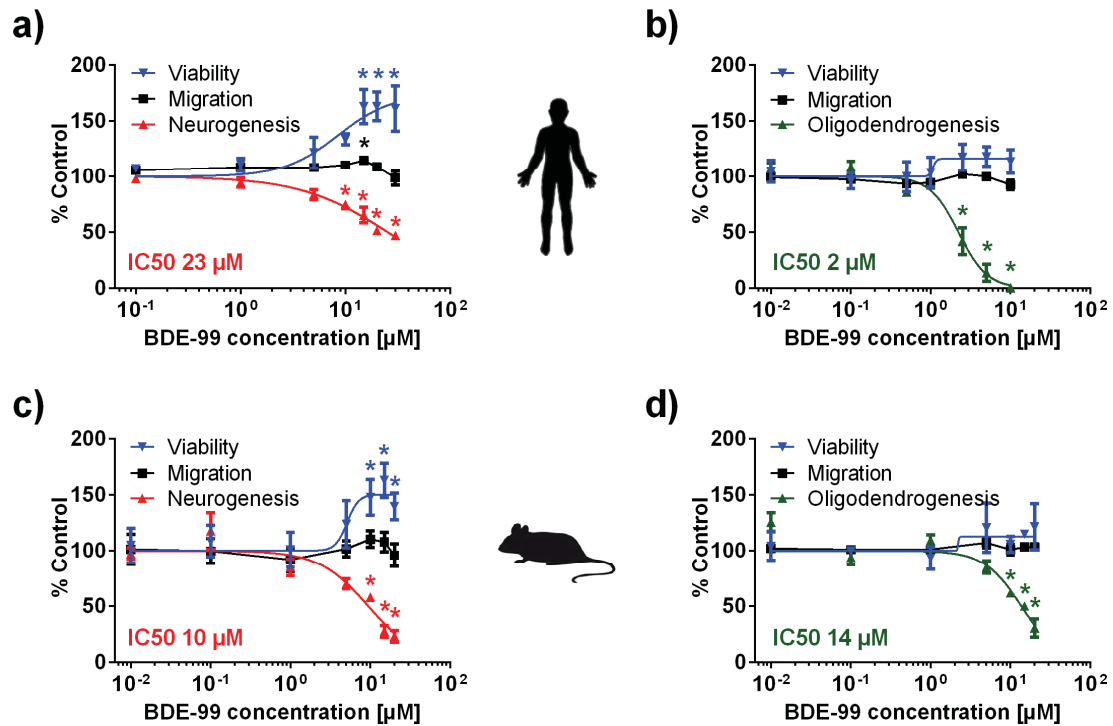 a)
200
150
100
50
0
% Control
Viability
Migration
Neurogenesis
* * *
*
* * * *
IC50 23 µM
10⁻¹ 10⁰ 10¹ 10²
BDE-99 concentration [µM]
b)
200
150
100
50
0
% Control
Viability
Migration
Oligodendrogenesis
* * *
IC50 2 µM
10⁻² 10⁻¹ 10⁰ 10¹ 10²
BDE-99 concentration [µM]
c)
200
150
100
50
0
% Control
Viability
Migration
Neurogenesis
* * *
* * *
IC50 10 µM
10⁻² 10⁻¹ 10⁰ 10¹ 10²
BDE-99 concentration [µM]
d)
200
150
100
50
0
% Control
Viability
Migration
Oligodendrogenesis
* * *
IC50 14 µM
10⁻² 10⁻¹ 10⁰ 10¹ 10²
BDE-99 concentration [µM]